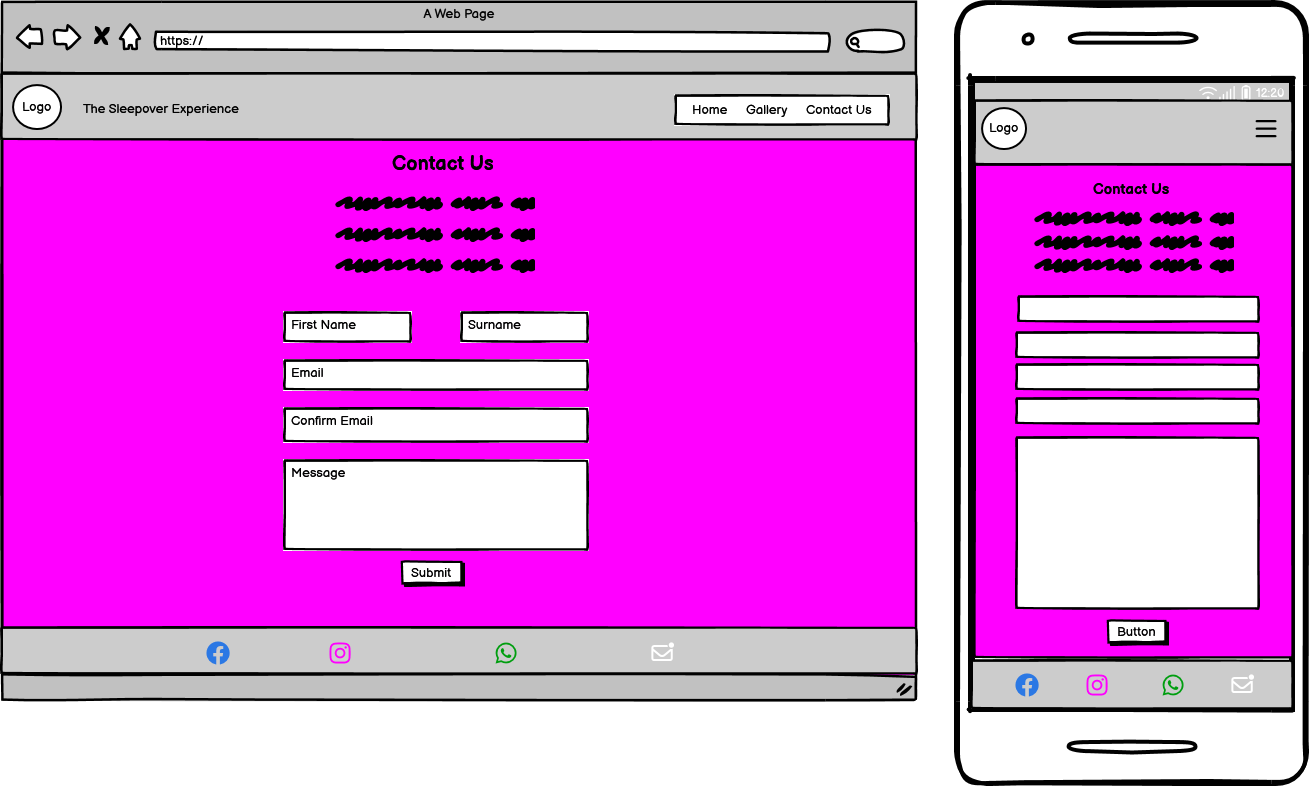 A Web Page
https://
Logo
The Sleepover Experience
Home Gallery Contact Us
Contact Us
First Name Surname
Email
Confirm Email
Message
Submit
12:20
Logo
Contact Us
Button